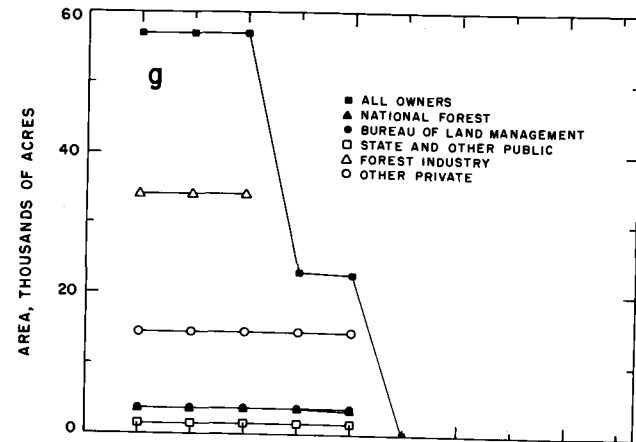 60
g
ALL OWNERS
NATIONAL FOREST
BUREAU OF LAND MANAGEMENT
STATE AND OTHER PUBLIC
FOREST INDUSTRY
OTHER PRIVATE
40
20
0
AREA, THOUSANDS OF ACRES